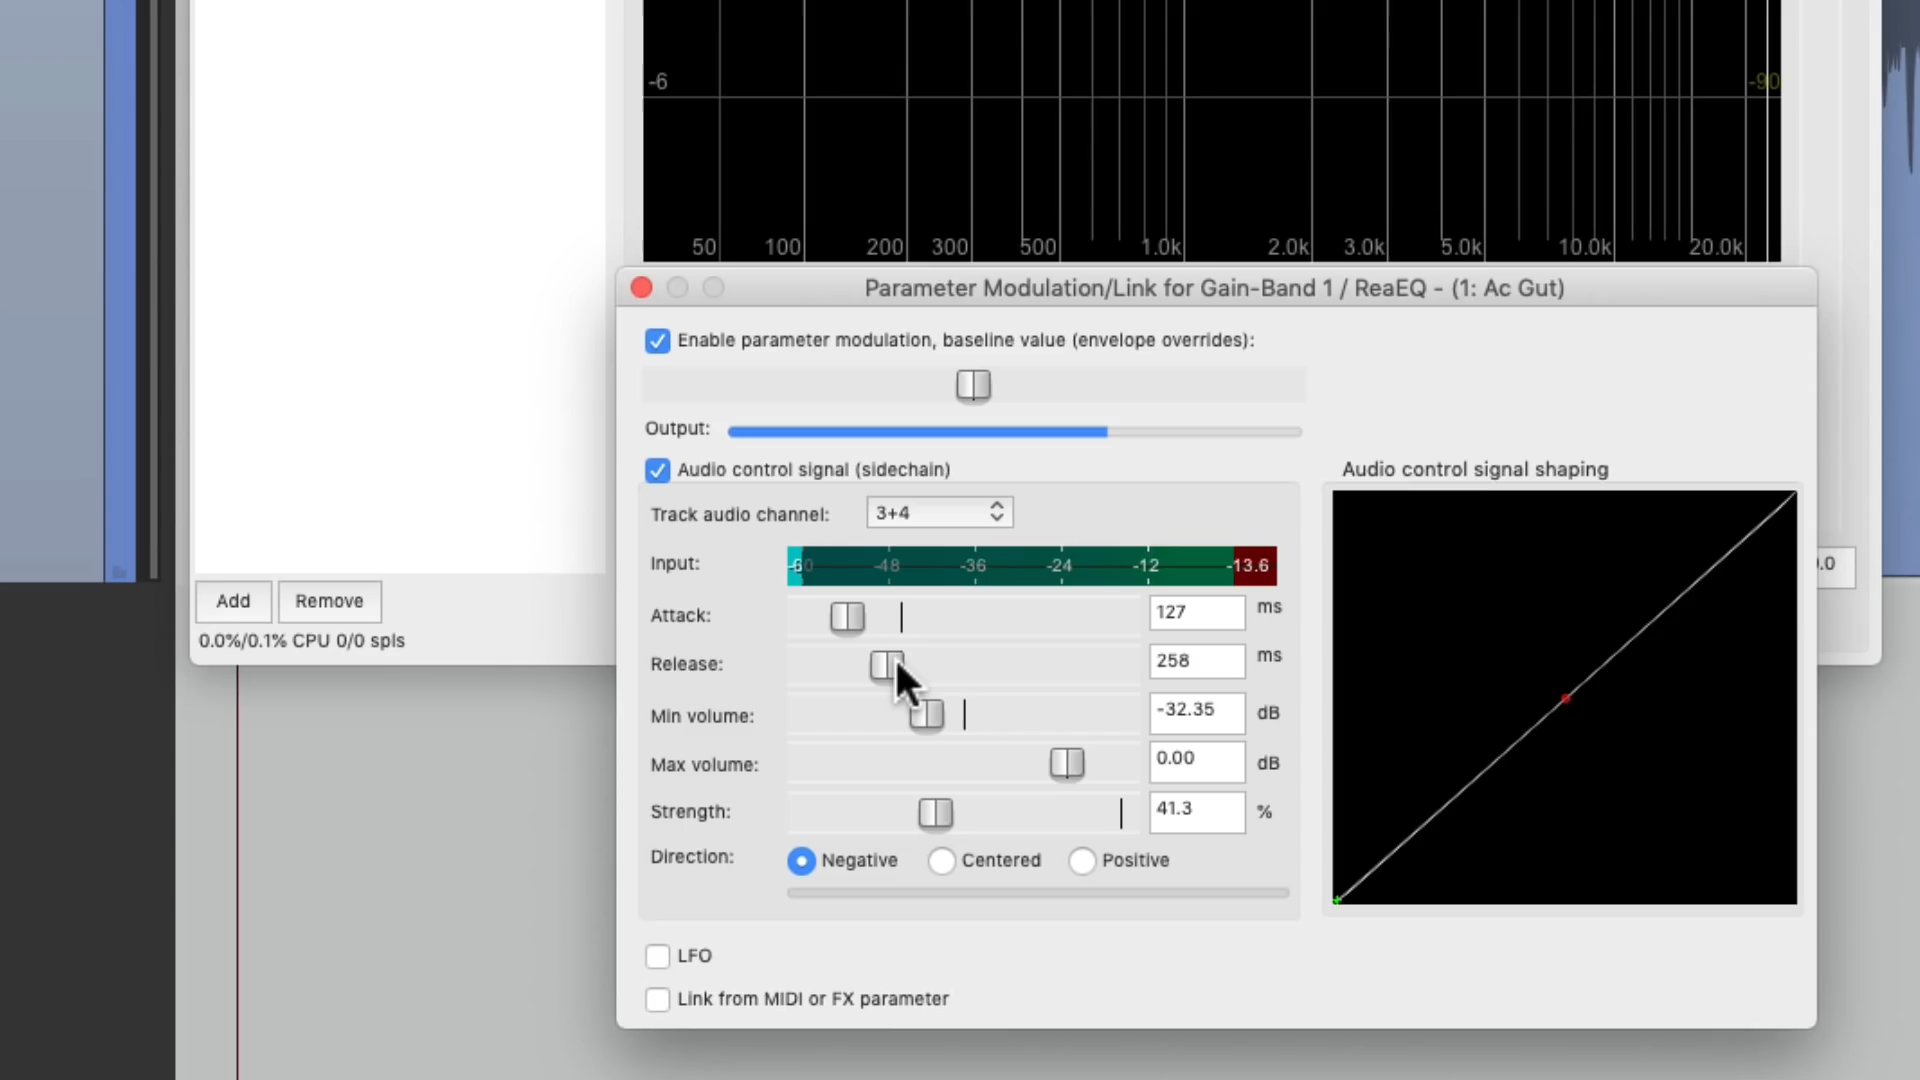 -6
-90
50 100 200 300 500 1.0k 2.0k 3.0k 5.0k 10.0k 20.0k
Parameter Modulation/Link for Gain-Band 1 / ReaEQ - (1: Ac Gut)
Enable parameter modulation, baseline value (envelope overrides):
Output:
Audio control signal (sidechain)
Audio control signal shaping
Track audio channel: 3+4
Input: -60 -48 -36 -24 -12 -13.6
.0
Attack: 127 ms
Add Remove
Release: 258 ms
0.0%/0.1% CPU 0/0 spls
Min volume: -32.35 dB
Max volume: 0.00 dB
Strength: 41.3 %
Direction: Negative Centered Positive
LFO
Link from MIDI or FX parameter